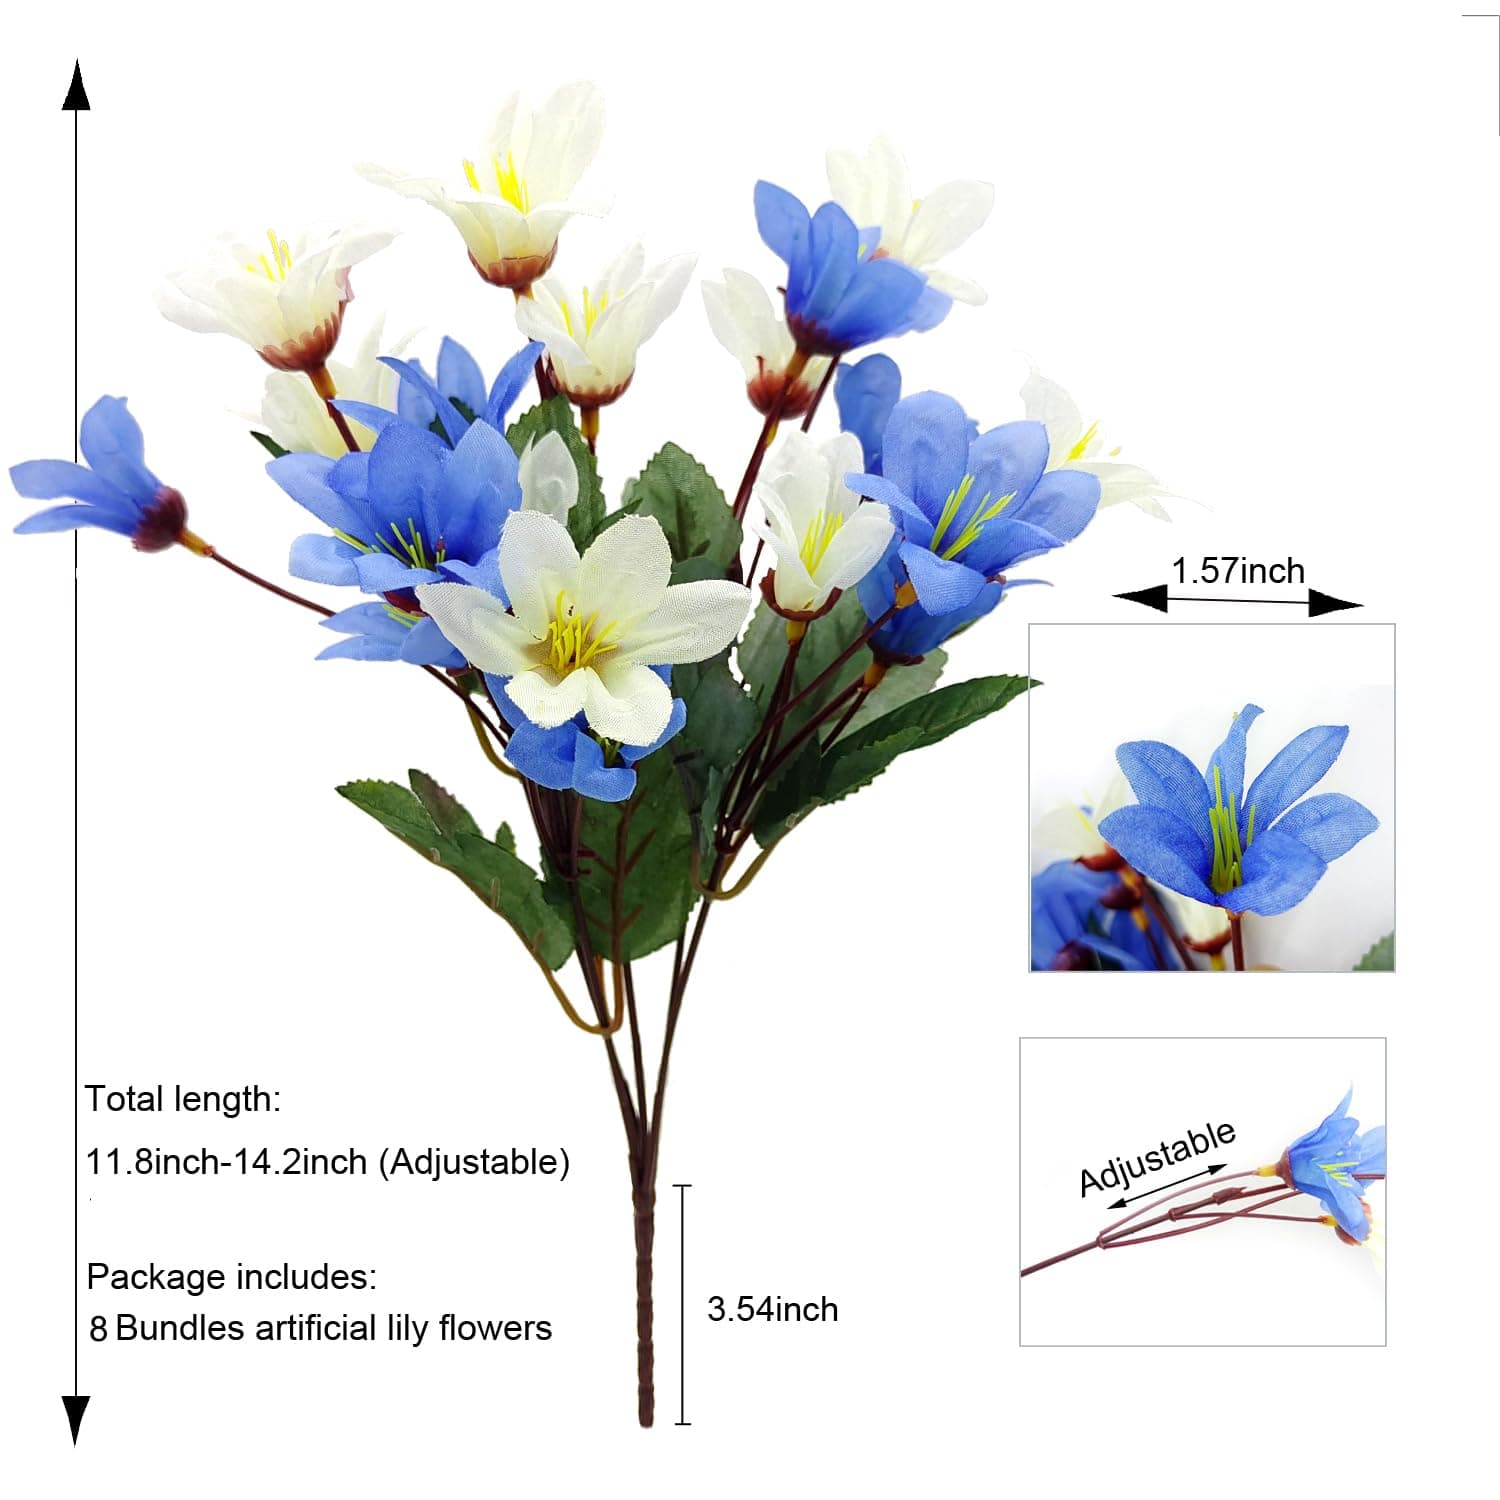 1.57inch
Total length:
11.8inch-14.2inch (Adjustable)
Package includes:
8 Bundles artificial lily flowers
3.54inch
Adjustable